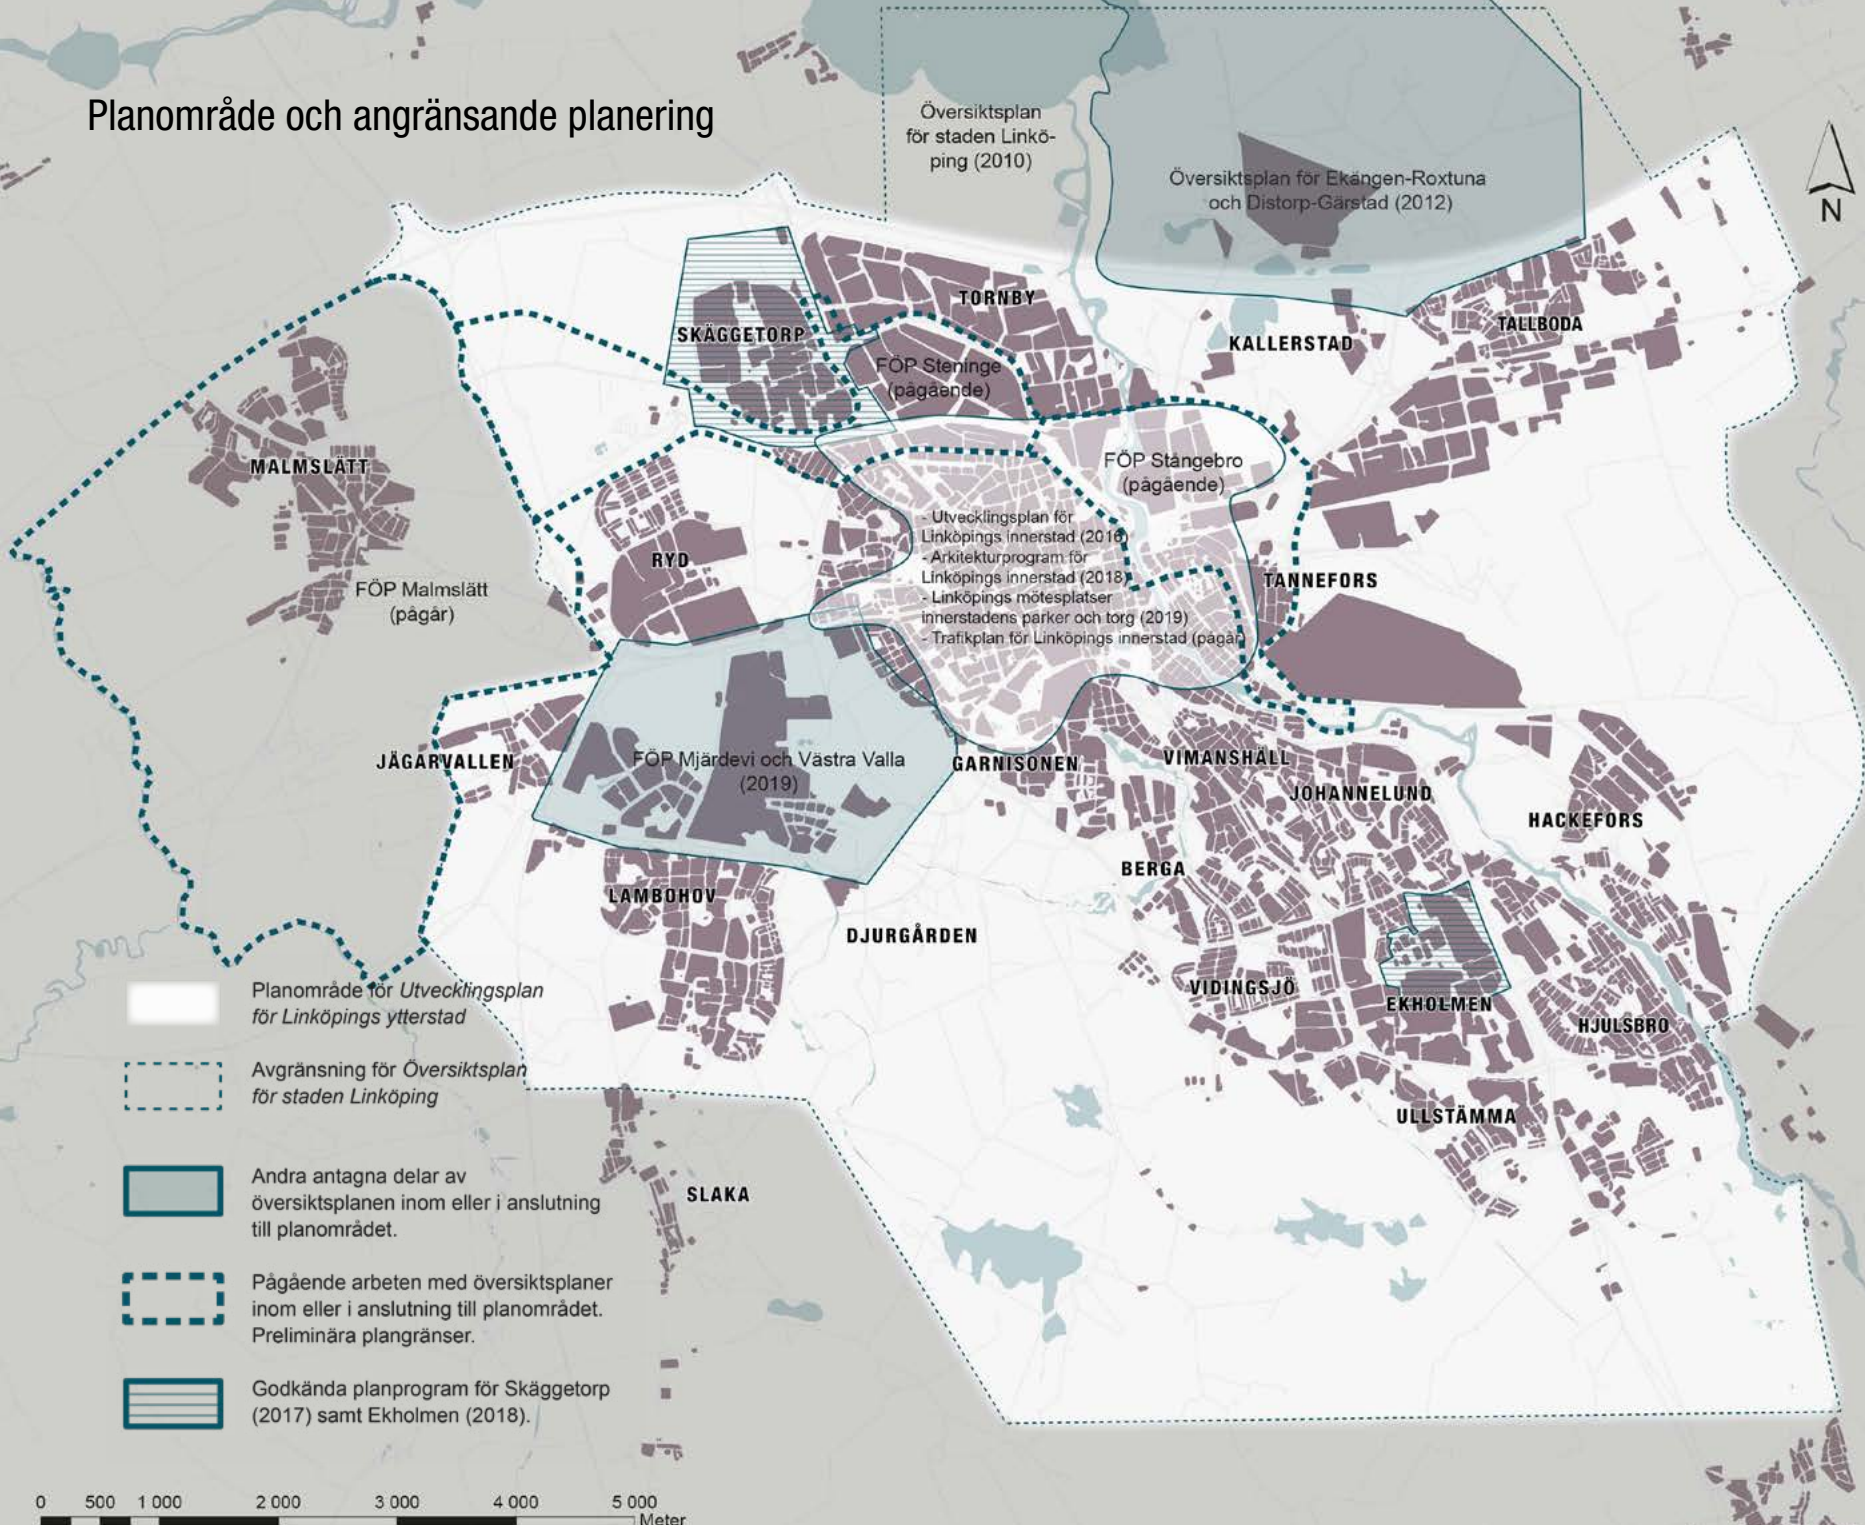 Planområde och angränsande planering
Översiktsplan
för staden Linkö-
ping (2010)
Översiktsplan för Ekängen-Roxtuna
och Distorp-Gärstad (2012)
N
TORNBY
SKÄGGETORP
KALLERSTAD
TALLBODA
FÖP Steninge
(pågående)
MALMSLÄTT
FÖP Stångebro
(pågående)
- Utvecklingsplan för
Linköpings innerstad (2016)
- Arkitekturprogram för
Linköpings innerstad (2018)
- Linköpings mötesplatser
innerstadens parker och torg (2019)
- Trafikplan för Linköpings innerstad (pågår)
RYD
TANNEFORS
FÖP Malmslätt
(pågår)
JÄGARVALLEN
FÖP Mjärdevi och Västra Valla
(2019)
GARNISONEN
VIMANSHÄLL
JOHANNELUND
HACKEFORS
BERGA
LAMBOHOV
DJURGÅRDEN
VIDINGSJÖ
EKHOLMEN
HJULSBRO
ULLSTÄMMA
SLAKA
Planområde för Utvecklingsplan
för Linköpings ytterstad
Avgränsning för Översiktsplan
för staden Linköping
Andra antagna delar av
översiktsplanen inom eller i anslutning
till planområdet.
Pågående arbeten med översiktsplaner
inom eller i anslutning till planområdet.
Preliminära plangränser.
Godkända planprogram för Skäggetorp
(2017) samt Ekholmen (2018).
0 500 1 000 2 000 3 000 4 000 5 000
Meter